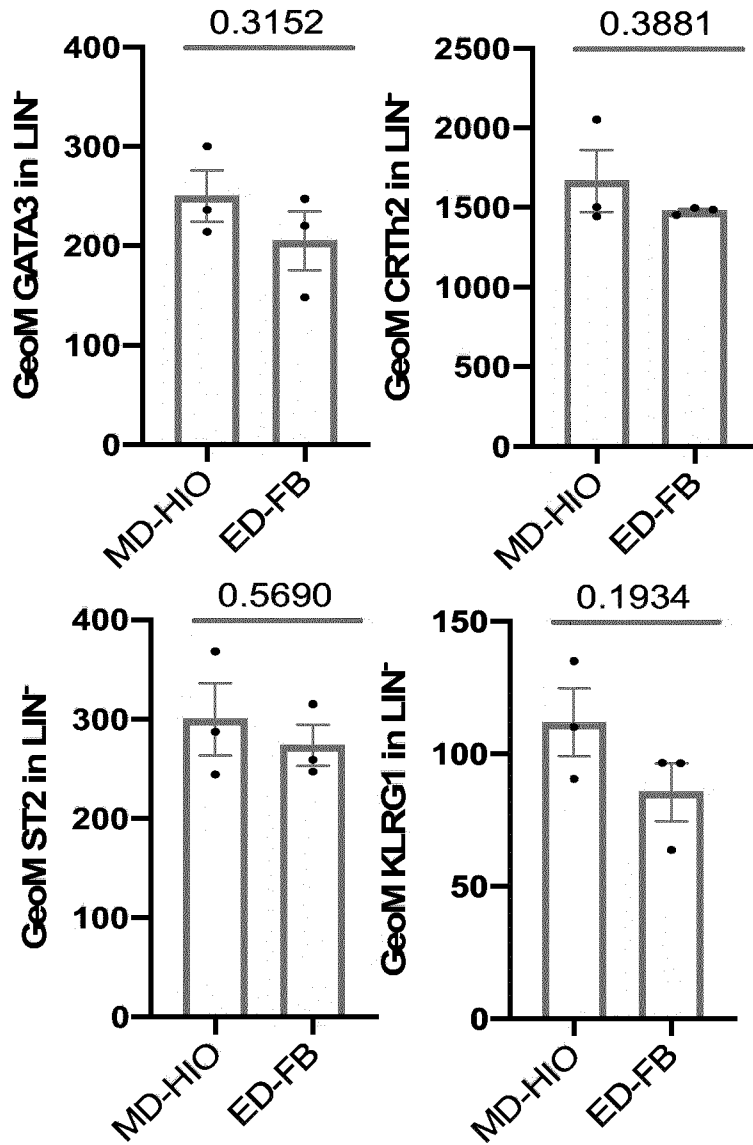 0.3152
400
300
200
100
0
GeoM GATA3 in LIN⁻
MD-HIO
ED-FB
0.3881
2500
2000
1500
1000
500
0
GeoM CRTh2 in LIN⁻
MD-HIO
ED-FB
0.5690
400
300
200
100
0
GeoM ST2 in LIN⁻
MD-HIO
ED-FB
0.1934
150
100
50
0
GeoM KLRG1 in LIN⁻
MD-HIO
ED-FB